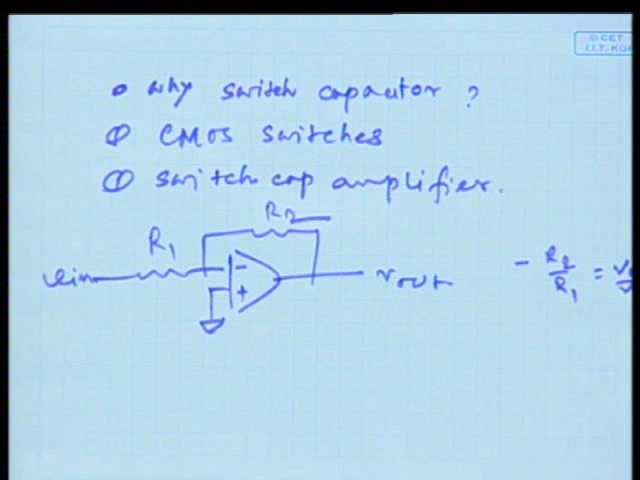 © CET
I.I.T. KGP
• Why switch capacitor ?
CMOS switches
switch cap amplifier.
R2
R1
vin
-
+
vout
- R2/R1 =